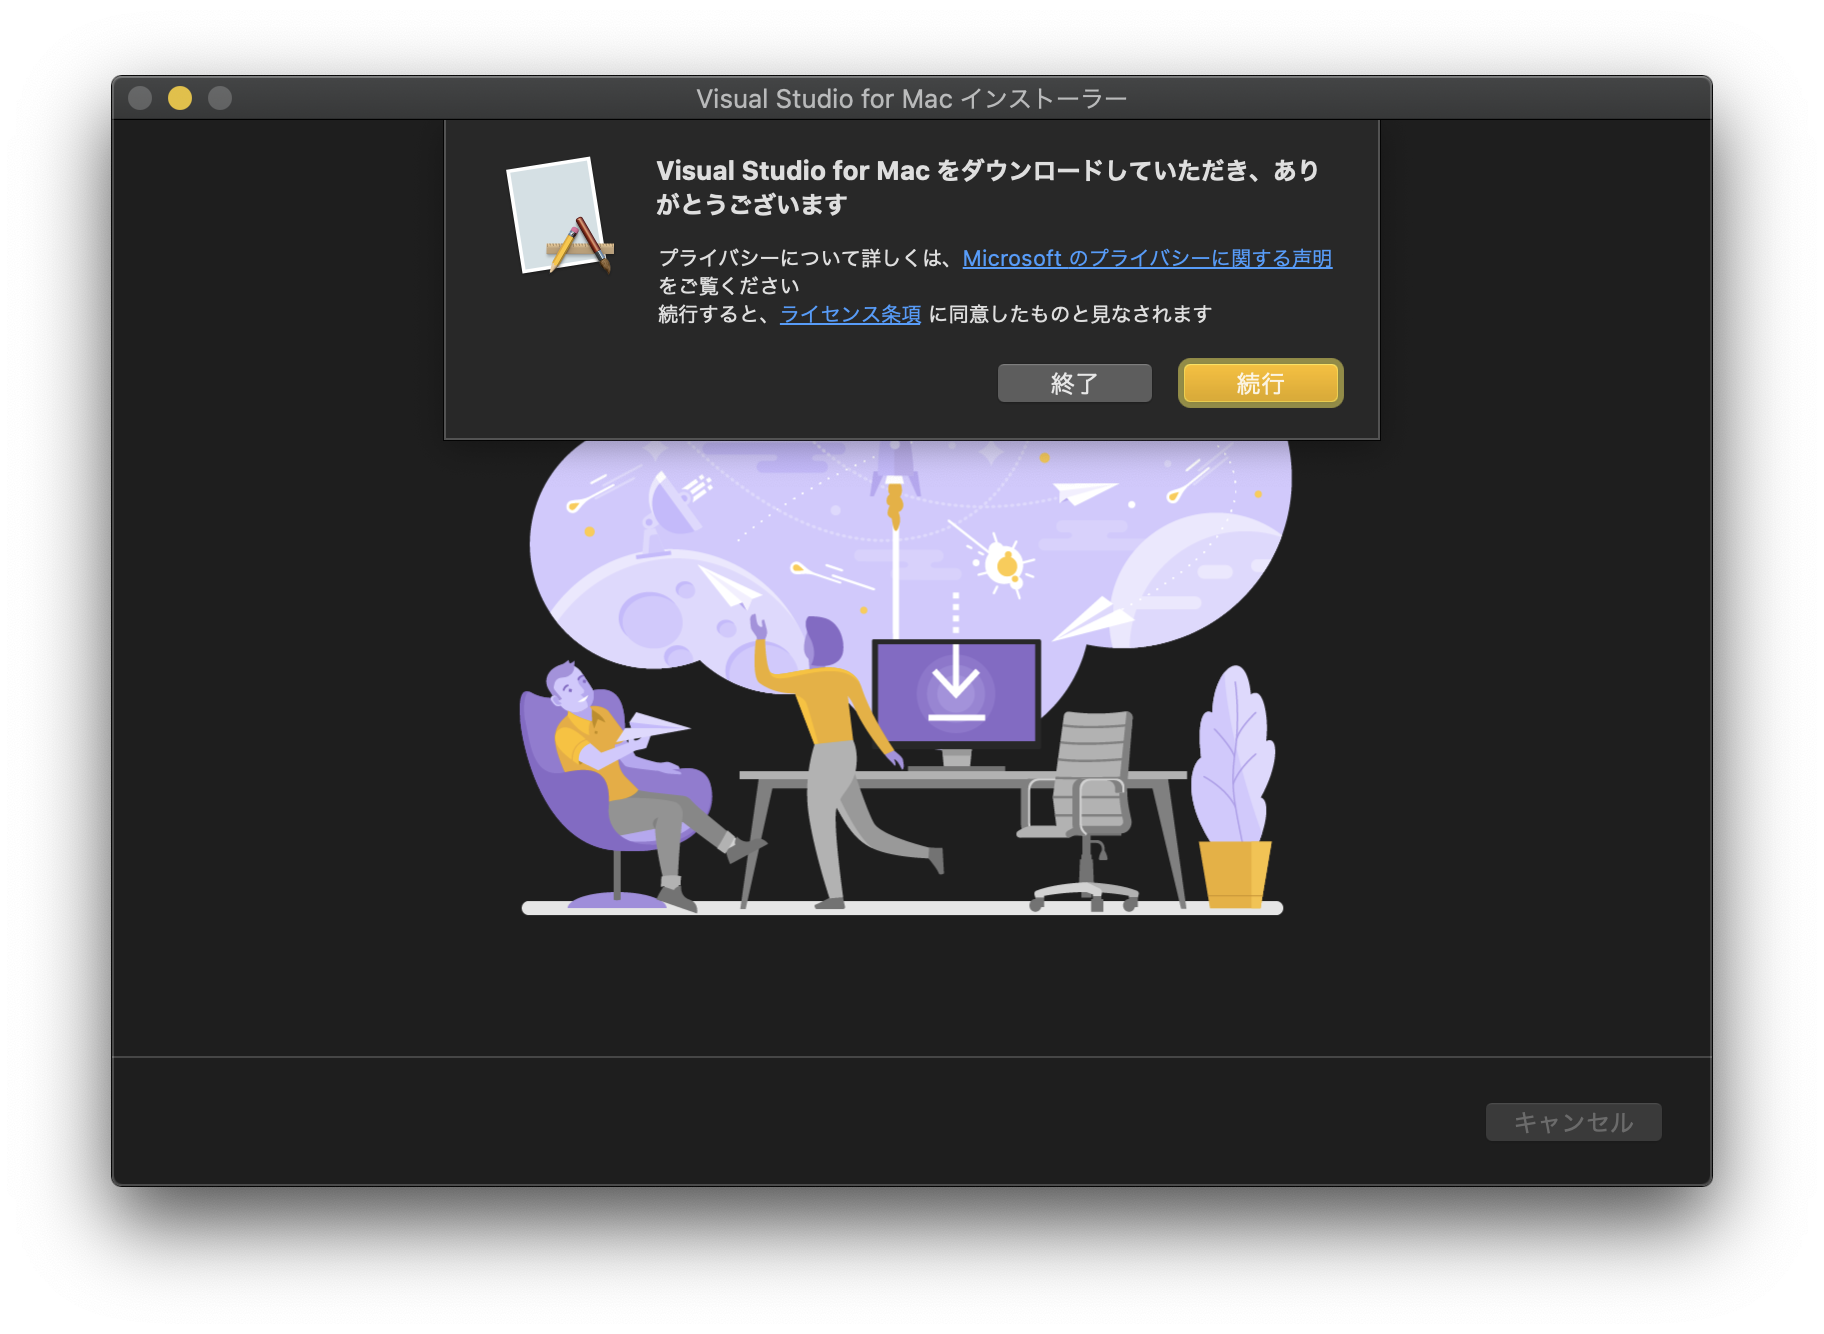 Visual Studio for Mac インストーラー
Visual Studio for Mac をダウンロードしていただき、あり
がとうございます
プライバシーについて詳しくは、Microsoft のプライバシーに関する声明
をご覧ください
続行すると、ライセンス条項 に同意したものと見なされます
終了 続行
キャンセル